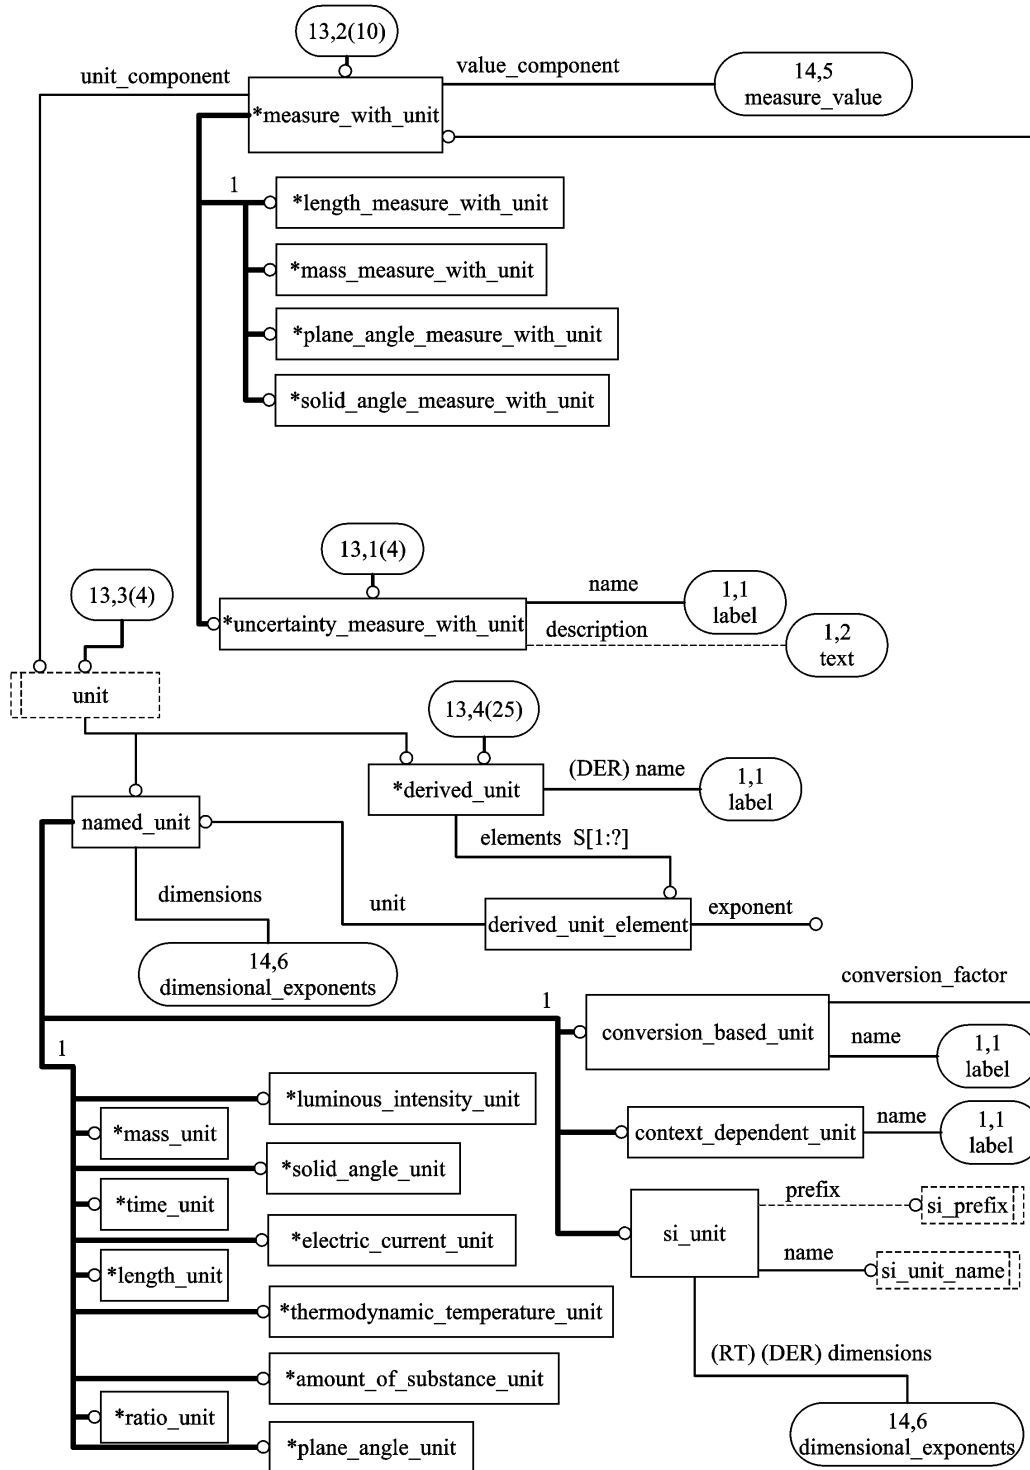 13,2(10)
unit_component
value_component
14,5
measure_value
*measure_with_unit
1
*length_measure_with_unit
*mass_measure_with_unit
*plane_angle_measure_with_unit
*solid_angle_measure_with_unit
13,1(4)
13,3(4)
name
1,1
label
*uncertainty_measure_with_unit
description
1,2
text
unit
13,4(25)
(DER) name
1,1
label
*derived_unit
named_unit
elements S[1:?]
dimensions
unit
derived_unit_element
exponent
14,6
dimensional_exponents
conversion_factor
1
conversion_based_unit
name
1,1
label
1
*luminous_intensity_unit
*mass_unit
context_dependent_unit
name
1,1
label
*solid_angle_unit
*time_unit
prefix
si_prefix
si_unit
*electric_current_unit
name
si_unit_name
*length_unit
*thermodynamic_temperature_unit
(RT) (DER) dimensions
*amount_of_substance_unit
*ratio_unit
14,6
dimensional_exponents
*plane_angle_unit